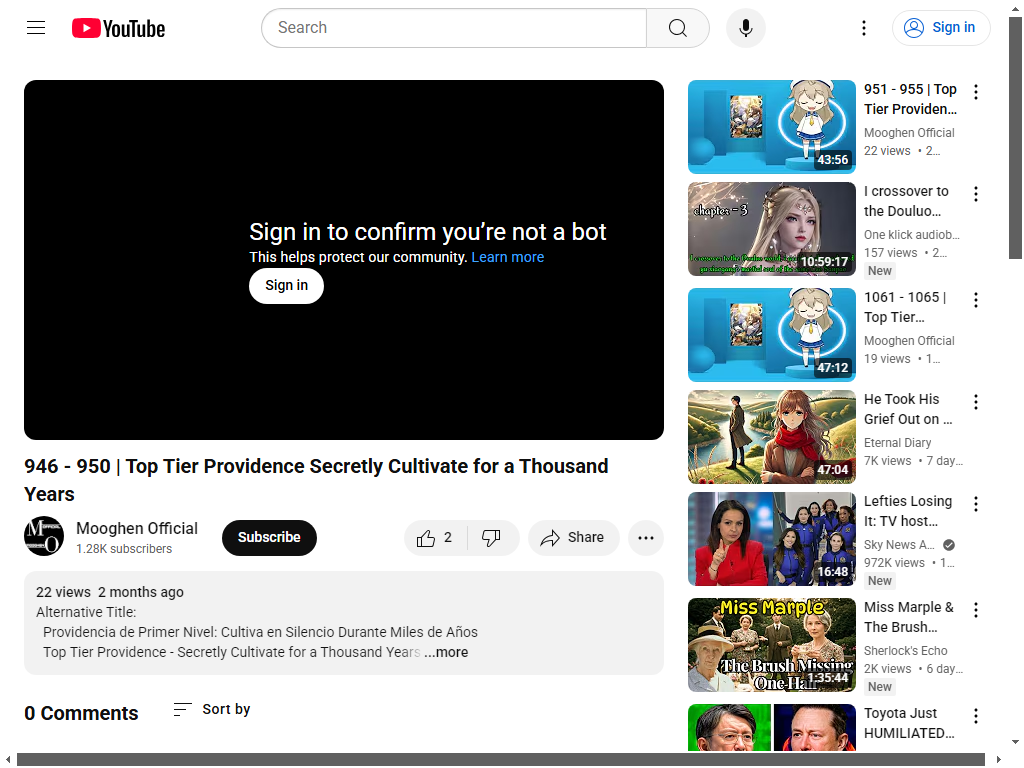 YouTube
Search
Sign in
Sign in to confirm you're not a bot
This helps protect our community. Learn more
Sign in
946 - 950 | Top Tier Providence Secretly Cultivate for a Thousand
Years
Mooghen Official
1.28K subscribers
Subscribe
2
Share
22 views 2 months ago
Alternative Title:
Providencia de Primer Nivel: Cultiva en Silencio Durante Miles de Años
Top Tier Providence - Secretly Cultivate for a Thousand Years ...more
0 Comments
Sort by
43:56
951 - 955 | Top
Tier Providen...
Mooghen Official
22 views • 2...
chapter - 3
10:59:17
I crossover to
the Douluo...
One klick audiob...
157 views • 2...
New
47:12
1061 - 1065 |
Top Tier...
Mooghen Official
19 views • 1...
47:04
He Took His
Grief Out on ...
Eternal Diary
7K views • 7 day...
16:48
Lefties Losing
It: TV host...
Sky News A...
972K views • 1...
New
Miss Marple
The Brush Missing
One Hair
1:35:44
Miss Marple &
The Brush...
Sherlock's Echo
2K views • 6 day...
New
Toyota Just
HUMILIATED...